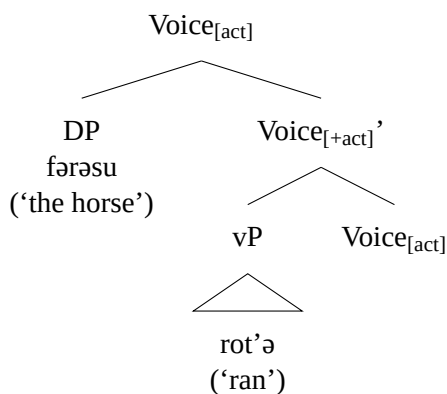 Voice[act]
DP
fərəsu
(‘the horse’)
Voice[+act]’
vP
Voice[act]
rot’ə
(‘ran’)